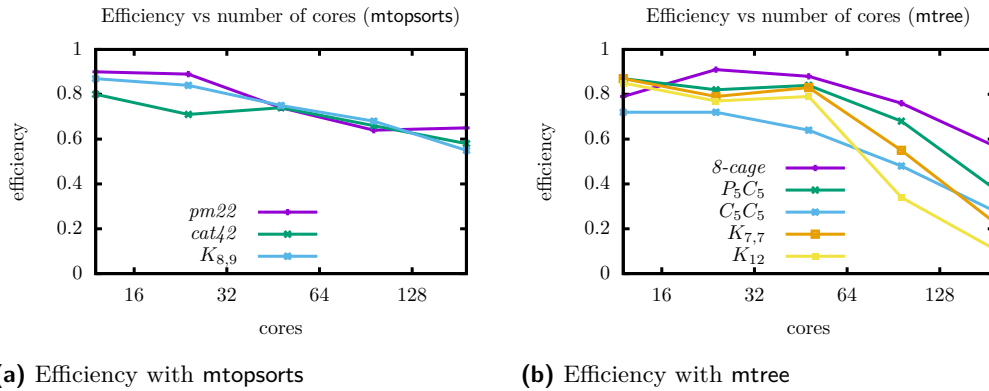 Efficiency vs number of cores (mtopsorts)
1
0.8
0.6
0.4
0.2
0
efficiency
pm22
cat42
K8,9
16 32 64 128
cores
(a) Efficiency with mtopsorts
Efficiency vs number of cores (mtree)
1
0.8
0.6
0.4
0.2
0
efficiency
8-cage
P5C5
C5C5
K7,7
K12
16 32 64 128
cores
(b) Efficiency with mtree